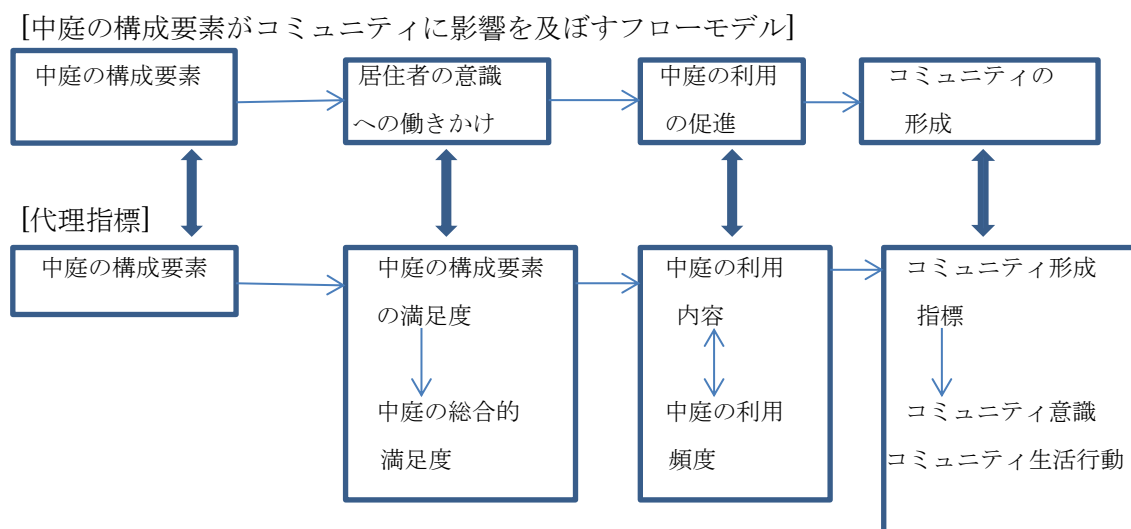 [中庭の構成要素がコミュニティに影響を及ぼすフローモデル]
中庭の構成要素
居住者の意識
への働きかけ
中庭の利用
の促進
コミュニティの
形成
[代理指標]
中庭の構成要素
中庭の構成要素
の満足度
中庭の総合的
満足度
中庭の利用
内容
中庭の利用
頻度
コミュニティ形成
指標
コミュニティ意識
コミュニティ生活行動